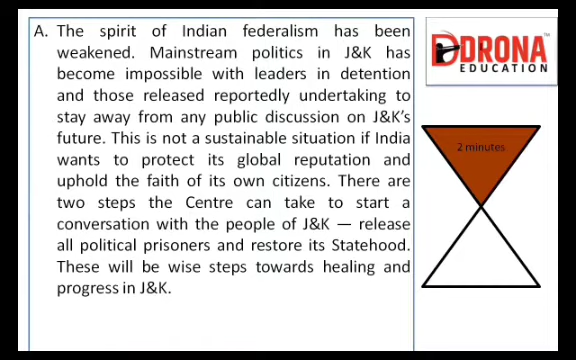 A. The spirit of Indian federalism has been
weakened. Mainstream politics in J&K has
become impossible with leaders in detention
and those released reportedly undertaking to
stay away from any public discussion on J&K's
future. This is not a sustainable situation if India
wants to protect its global reputation and
uphold the faith of its own citizens. There are
two steps the Centre can take to start a
conversation with the people of J&K — release
all political prisoners and restore its Statehood.
These will be wise steps towards healing and
progress in J&K.
DRONA
EDUCATION
2 minutes